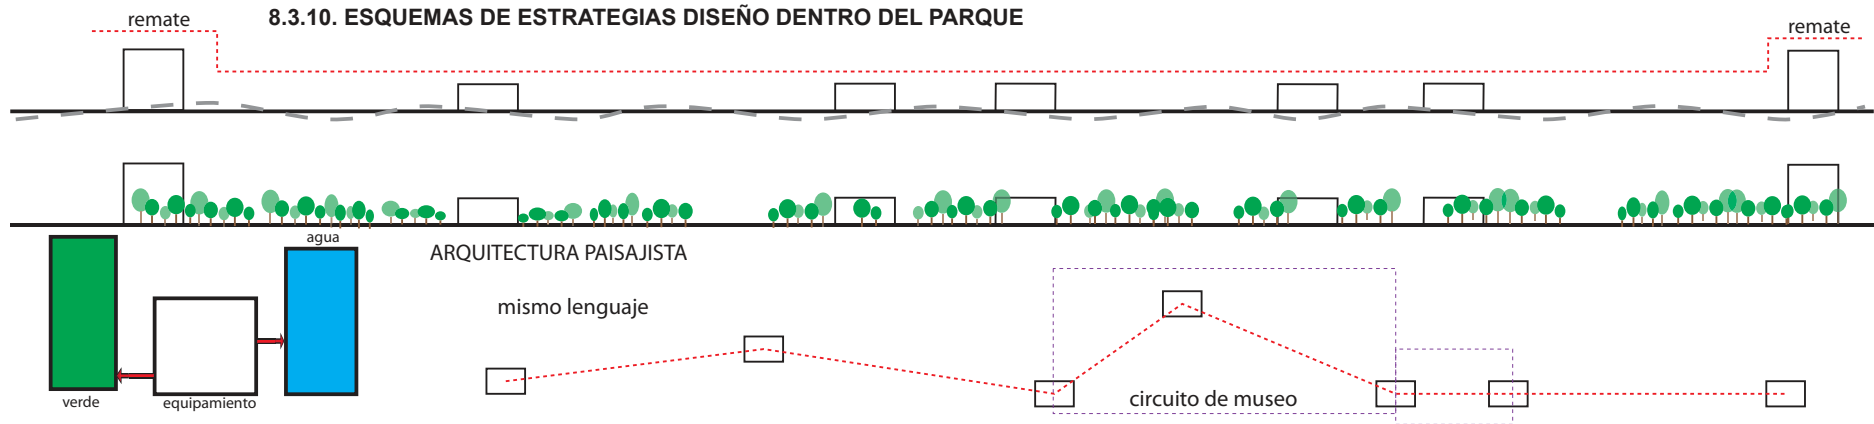 8.3.10. ESQUEMAS DE ESTRATEGIAS DISEÑO DENTRO DEL PARQUE
remate
remate
agua
ARQUITECTURA PAISAJISTA
mismo lenguaje
circuito de museo
verde
equipamiento